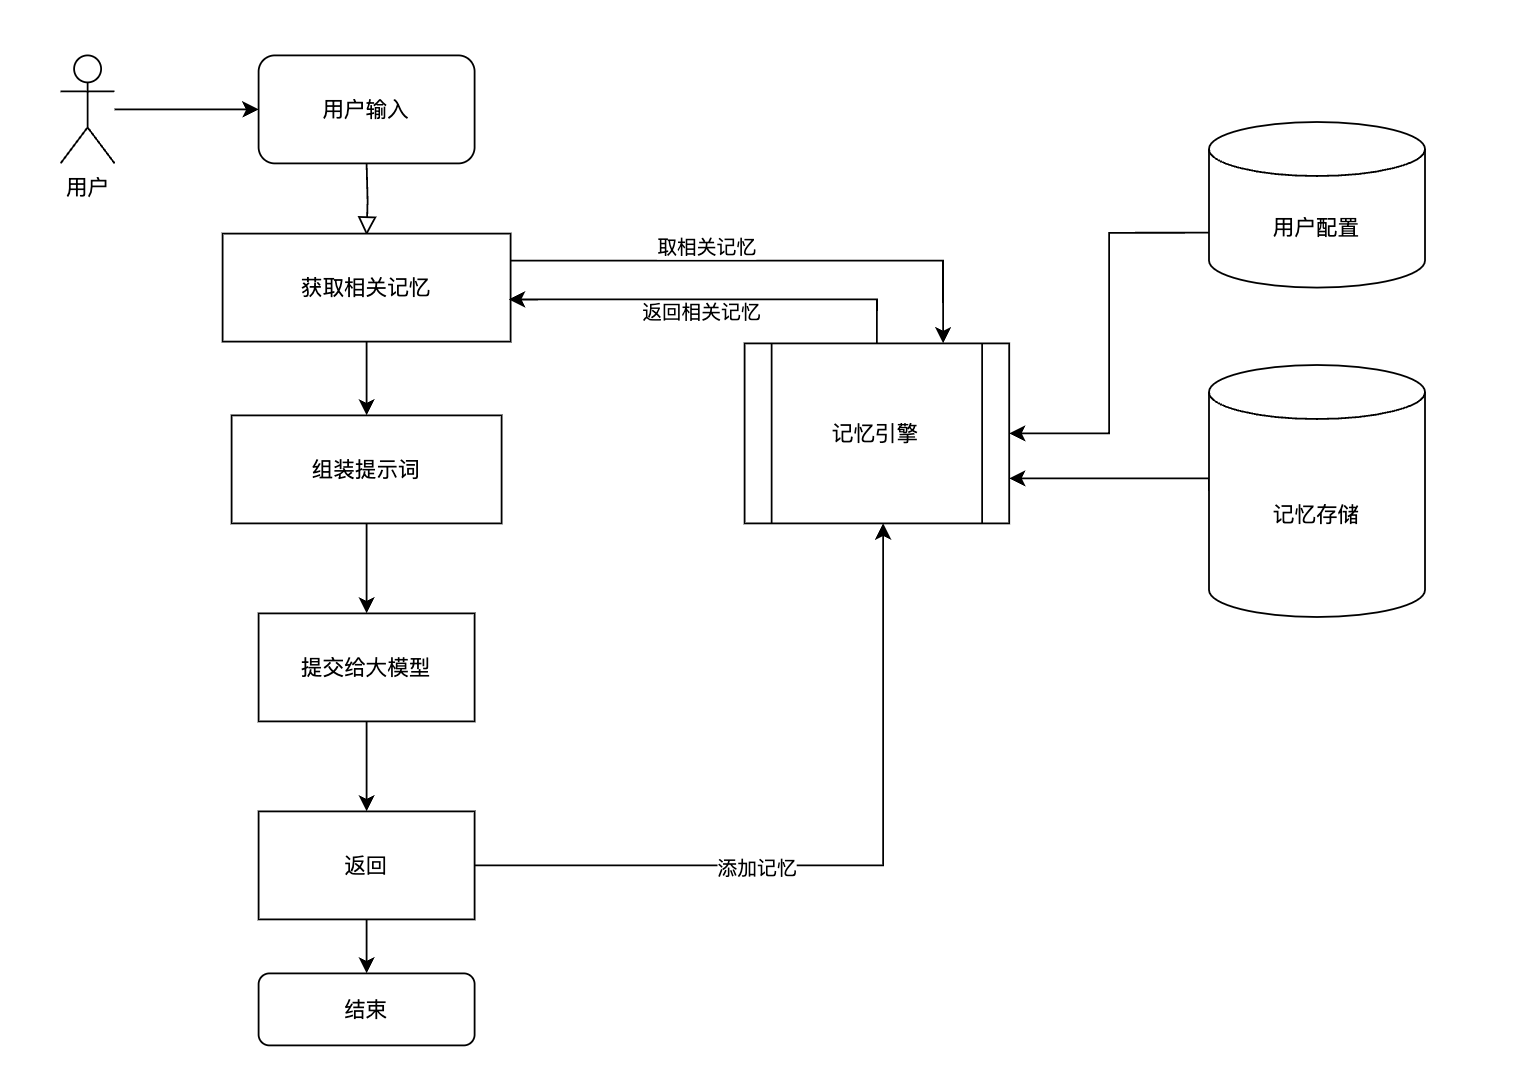 用户输入
用户
获取相关记忆
取相关记忆
返回相关记忆
用户配置
组装提示词
记忆引擎
记忆存储
提交给大模型
返回
添加记忆
结束